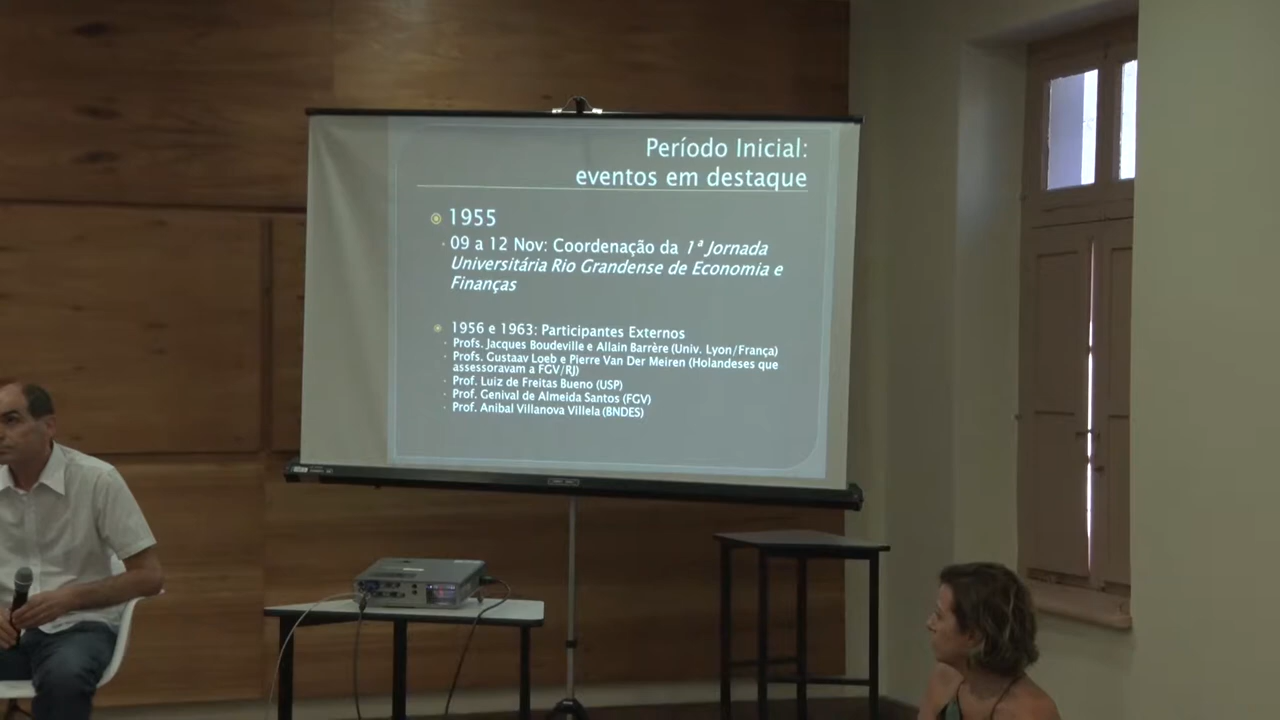 Período Inicial:
eventos em destaque
1955
09 a 12 Nov: Coordenação da 1ª Jornada
Universitária Rio Grandense de Economia e
Finanças
1956 e 1963: Participantes Externos
Profs. Jacques Boudeville e Allain Barrère (Univ. Lyon/França)
Profs. Gustaav Loeb e Pierre Van Der Meiren (Holandeses que
assessoravam a FGV/RJ)
Prof. Luiz de Freitas Bueno (USP)
Prof. Genival de Almeida Santos (FGV)
Prof. Anibal Villanova Villela (BNDES)